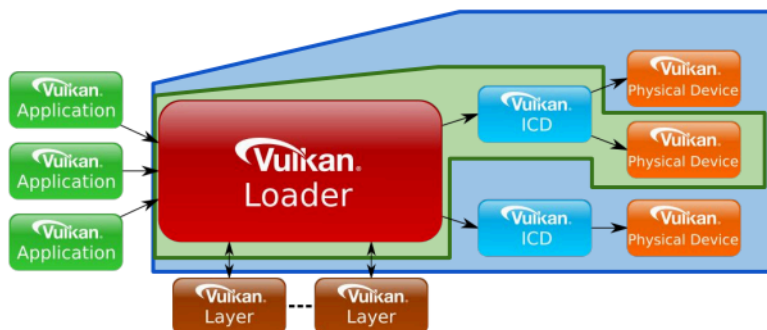 Vulkan®
Application
Vulkan®
Application
Vulkan®
Application
Vulkan®
Loader
Vulkan®
ICD
Vulkan®
ICD
Vulkan®
Physical Device
Vulkan®
Physical Device
Vulkan®
Physical Device
Vulkan®
Layer
Vulkan®
Layer